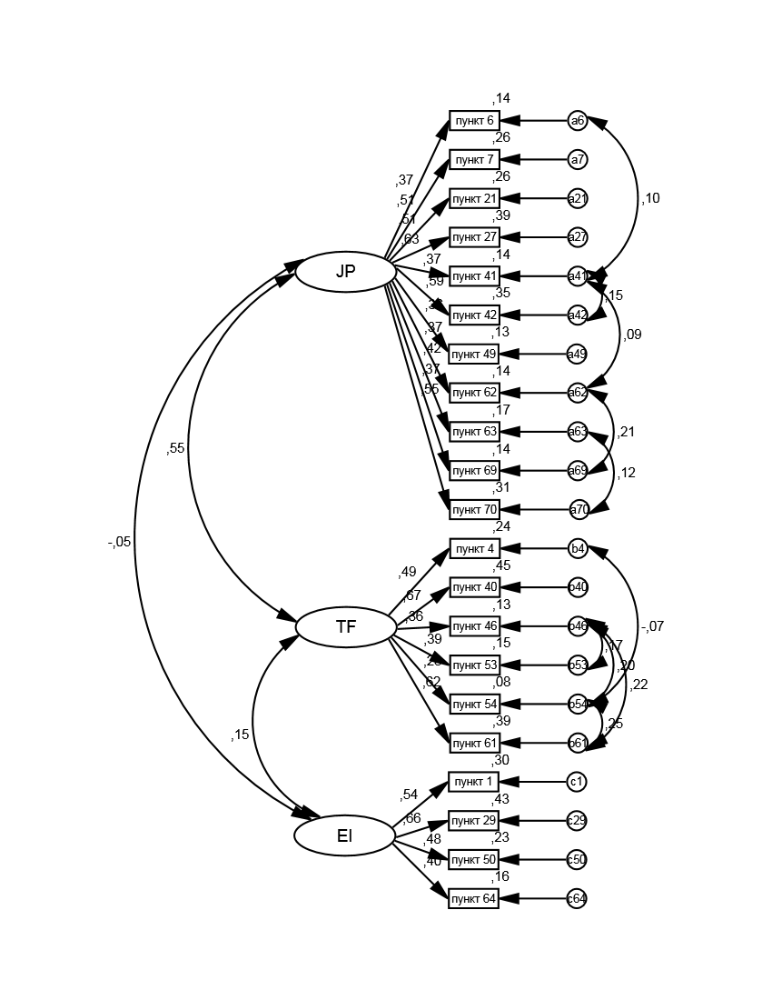 ,14
пункт 6
a6
,26
пункт 7
a7
,37
,26
,51
пункт 21
a21
,10
,51
,39
,63
пункт 27
a27
,14
,37
JP
пункт 41
a41
,59
,35
,15
,36
пункт 42
a42
,37
,13
,09
,42
пункт 49
a49
,37
,14
,55
пункт 62
a62
,17
пункт 63
a63
,21
,55
,14
пункт 69
a69
,12
,31
пункт 70
a70
,24
-,05
пункт 4
b4
,49
,45
,67
пункт 40
b40
,36
,13
TF
пункт 46
b46
-,07
,39
,15
,17
пункт 53
b53
,20
,62
,08
,22
пункт 54
b54
,39
,25
,15
пункт 61
b61
,30
пункт 1
c1
,54
,43
,66
пункт 29
c29
EI
,48
,23
,40
пункт 50
c50
,16
пункт 64
c64